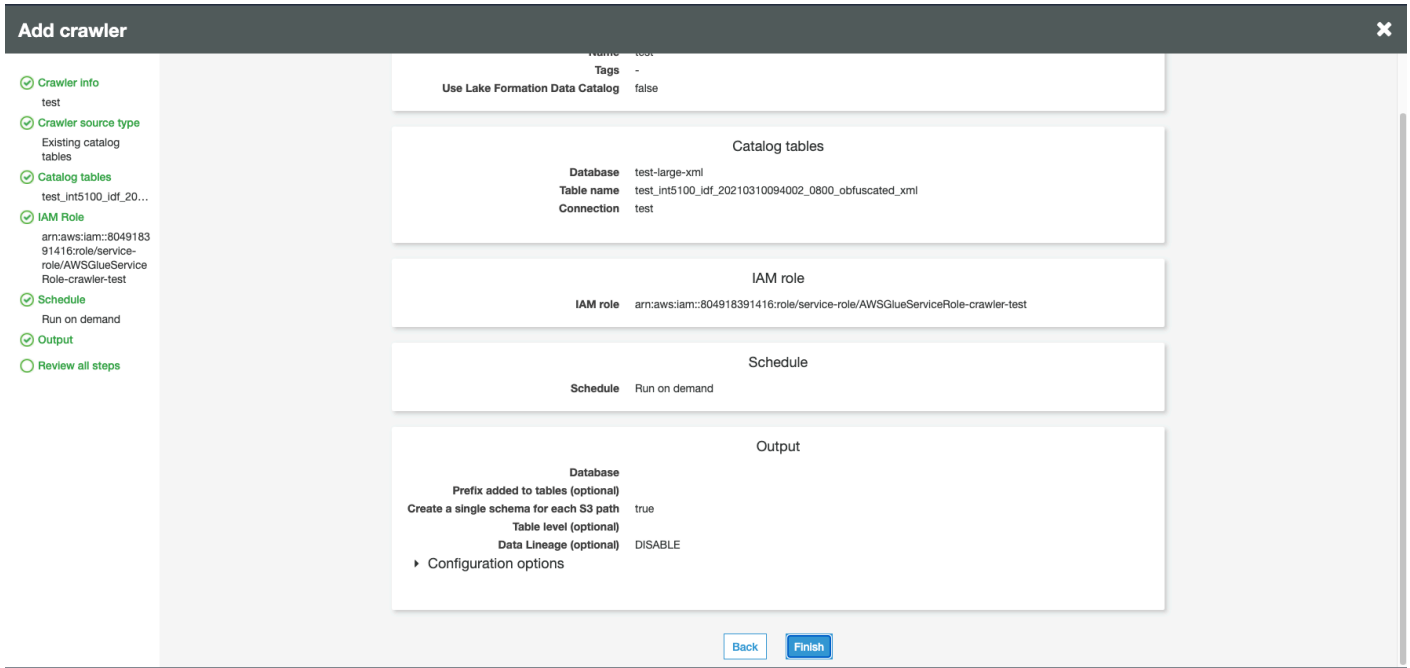 Add crawler
Crawler info
test
Crawler source type
Existing catalog
tables
Catalog tables
test_int5100_idf_20...
IAM Role
arn:aws:iam::8049183
91416:role/service-
role/AWSGlueService
Role-crawler-test
Schedule
Run on demand
Output
Review all steps
Name test
Tags -
Use Lake Formation Data Catalog false
Catalog tables
Database test-large-xml
Table name test_int5100_idf_20210310094002_0800_obfuscated_xml
Connection test
IAM role
IAM role arn:aws:iam::804918391416:role/service-role/AWSGlueServiceRole-crawler-test
Schedule
Schedule Run on demand
Output
Database
Prefix added to tables (optional)
Create a single schema for each S3 path true
Table level (optional)
Data Lineage (optional) DISABLE
Configuration options
Back Finish